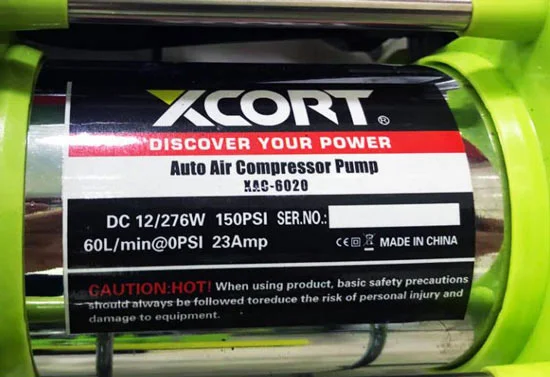 XCORT®
DISCOVER YOUR POWER
Auto Air Compressor Pump
XAC-6020
DC 12/276W 150PSI SER.NO.:
60L/min@0PSI 23Amp CE MADE IN CHINA
CAUTION:HOT! When using product, basic safety precautions
should always be followed toreduce the risk of personal injury and
damage to equipment.